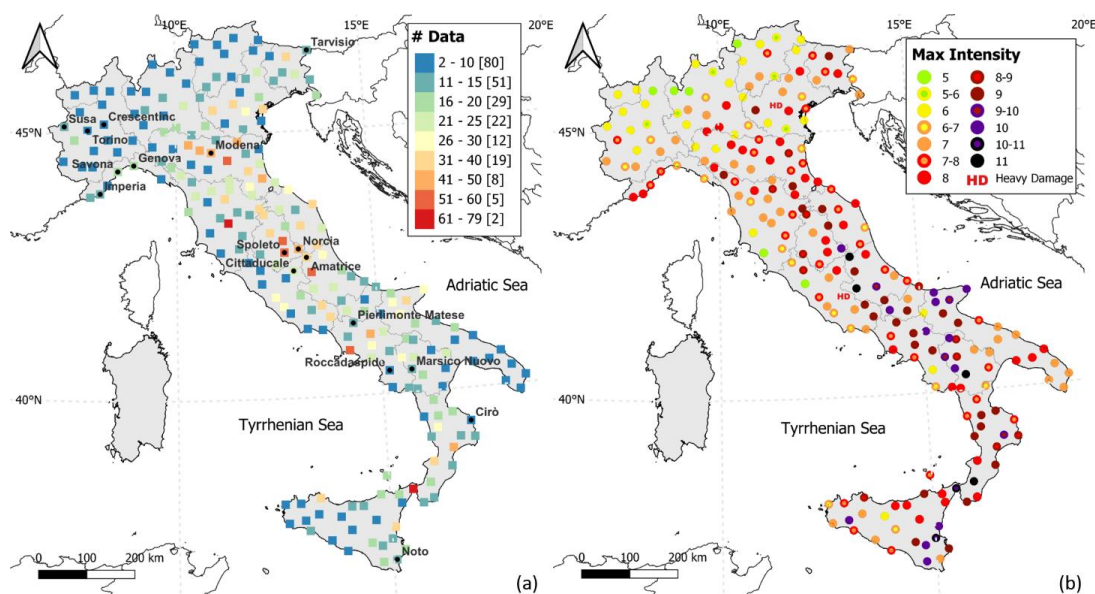 10°E
15°E
20°E
45°N
40°N
# Data
2 - 10 [80]
11 - 15 [51]
16 - 20 [29]
21 - 25 [22]
26 - 30 [12]
31 - 40 [19]
41 - 50 [8]
51 - 60 [5]
61 - 79 [2]
Tarvisio
Susa
Crescentinc
Torino
Modena
Savona
Genova
Imperia
Spoleto
Norcia
Cittaducale
Amatrice
Adriatic Sea
Pierlimonte Matese
Roccadaspide
Marsico Nuovo
Tyrrhenian Sea
Cirò
Noto
0 100 200 km
(a)
10°E
15°E
20°E
45°N
40°N
Max Intensity
5
5-6
6
6-7
7
7-8
8
8-9
9
9-10
10
10-11
11
HD Heavy Damage
HD
HD
Adriatic Sea
Tyrrhenian Sea
0 100 200 km
(b)